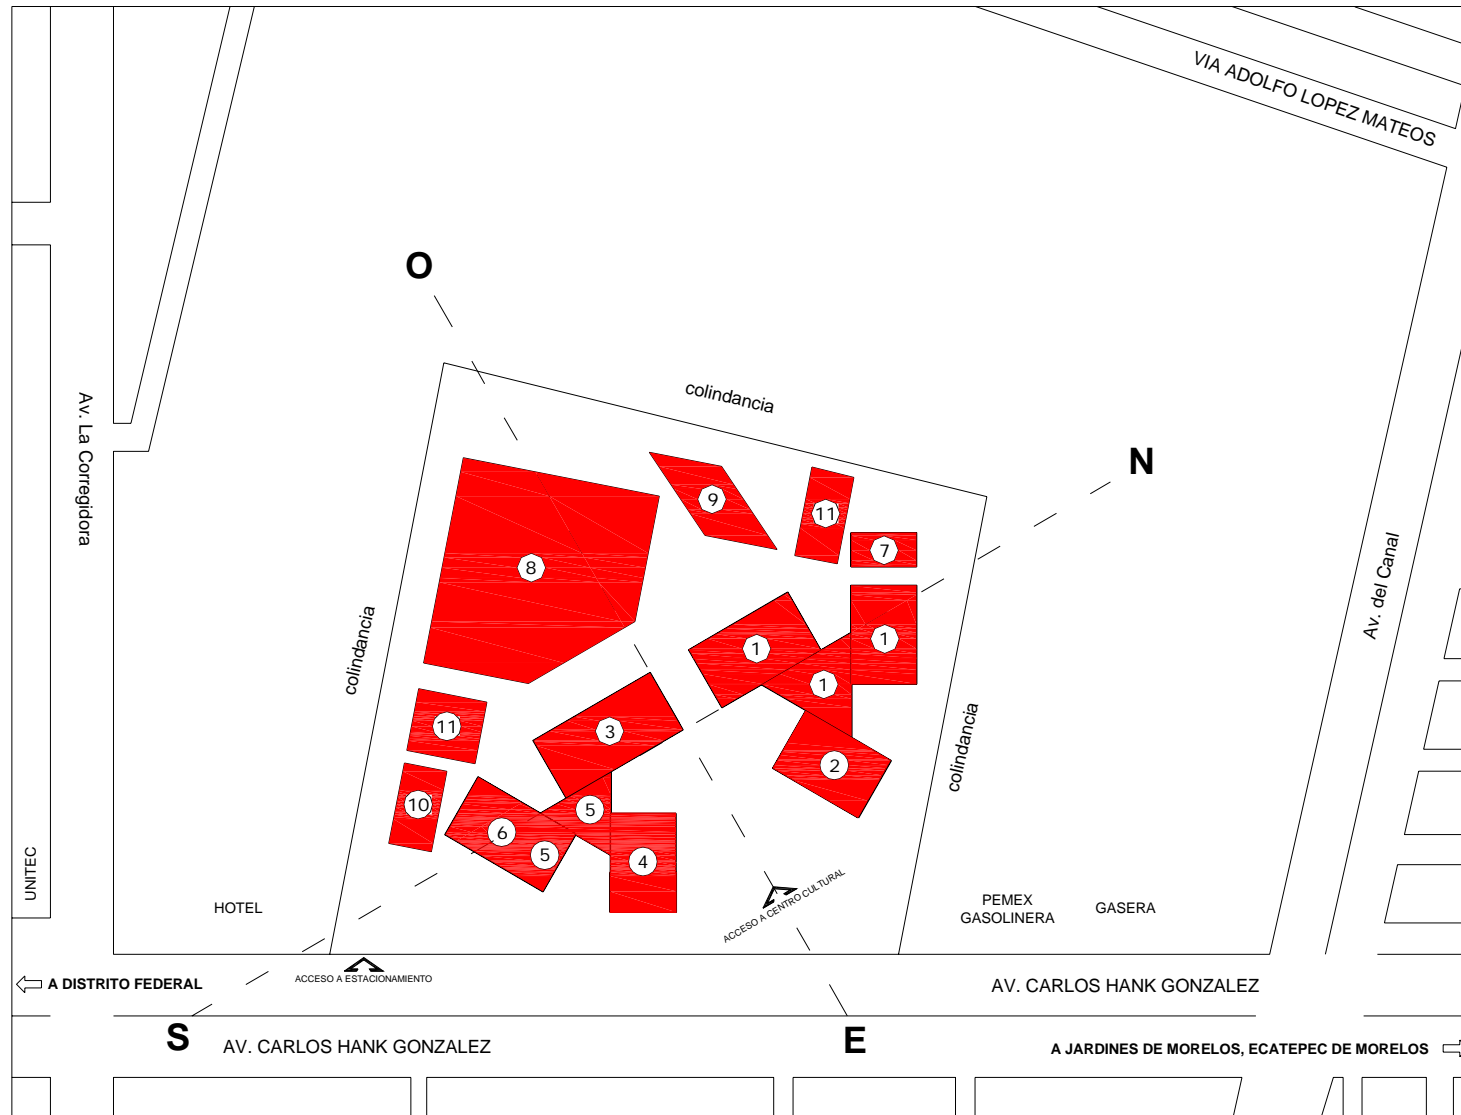 VIA ADOLFO LOPEZ MATEOS
O
colindancia
Av. La Corregidora
N
9
11
7
8
Av. del Canal
colindancia
1
1
1
11
3
colindancia
2
10
5
6
5
4
UNITEC
HOTEL
ACCESO A CENTRO CULTURAL
PEMEX
GASOLINERA
GASERA
ACCESO A ESTACIONAMIENTO
A DISTRITO FEDERAL
AV. CARLOS HANK GONZALEZ
S
AV. CARLOS HANK GONZALEZ
E
A JARDINES DE MORELOS, ECATEPEC DE MORELOS